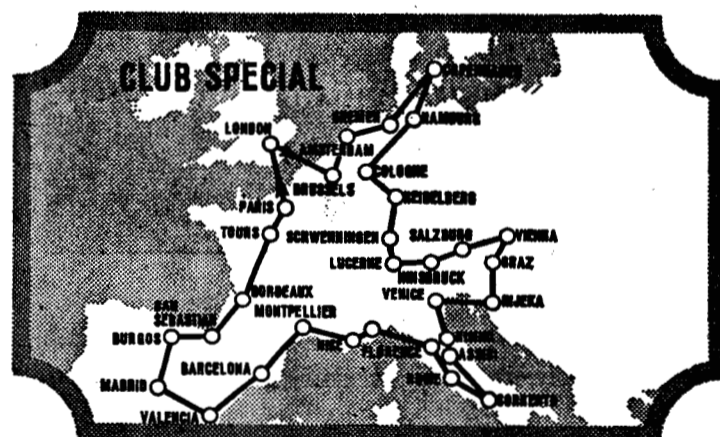 CLUB SPECIAL
COPENHAGEN
BREMEN
HAMBURG
LONDON
AMSTERDAM
COLOGNE
BRUSSELS
HEIDELBERG
PARIS
TOURS
SCHWENNINGEN
SALZBURG
VIENNA
LUCERNE
INNSBRUCK
GRAZ
VENICE
BORDEAUX
RIJEKA
SAN
SEBASTIAN
MONTPELLIER
BURGOS
NICE
FLORENCE
ASSISI
BARCELONA
ROME
MADRID
SORRENTO
VALENCIA